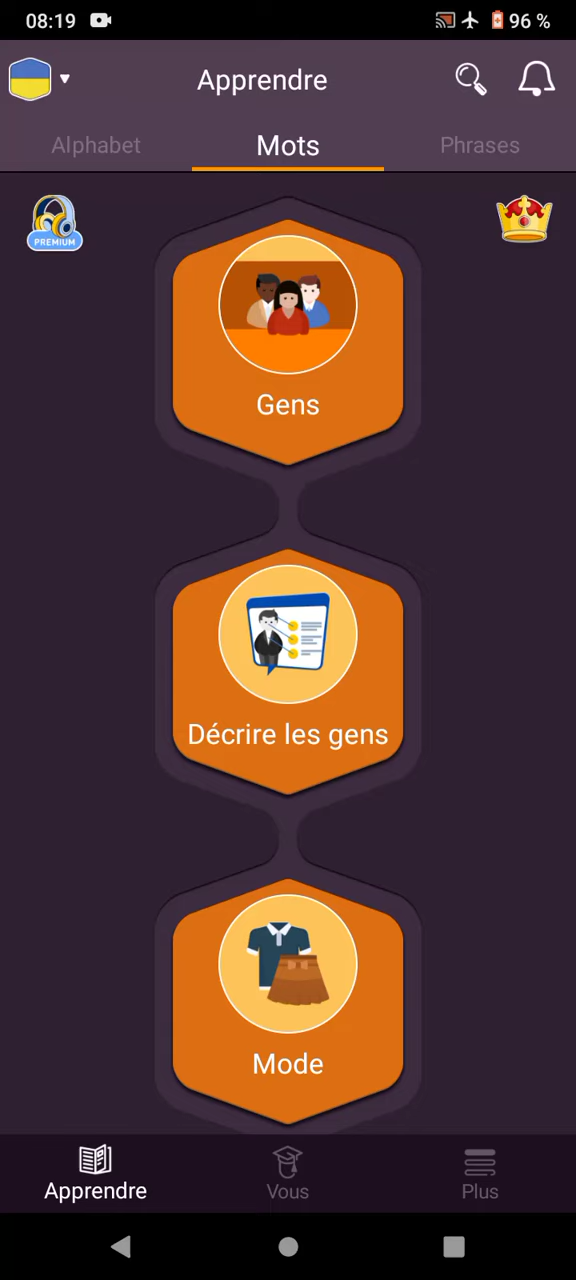 08:19
96 %
Apprendre
Alphabet
Mots
Phrases
PREMIUM
Gens
Décrire les gens
Mode
Apprendre
Vous
Plus